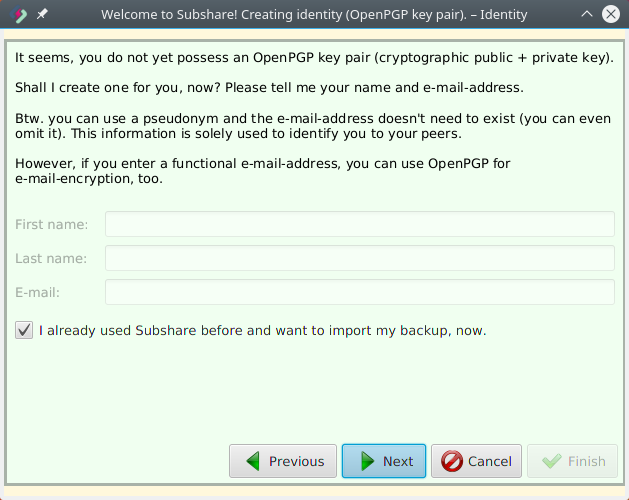 Welcome to Subshare! Creating identity (OpenPGP key pair). – Identity
It seems, you do not yet possess an OpenPGP key pair (cryptographic public + private key).
Shall I create one for you, now? Please tell me your name and e-mail-address.
Btw. you can use a pseudonym and the e-mail-address doesn't need to exist (you can even
omit it). This information is solely used to identify you to your peers.
However, if you enter a functional e-mail-address, you can use OpenPGP for
e-mail-encryption, too.
First name:
Last name:
E-mail:
I already used Subshare before and want to import my backup, now.
Previous Next Cancel Finish